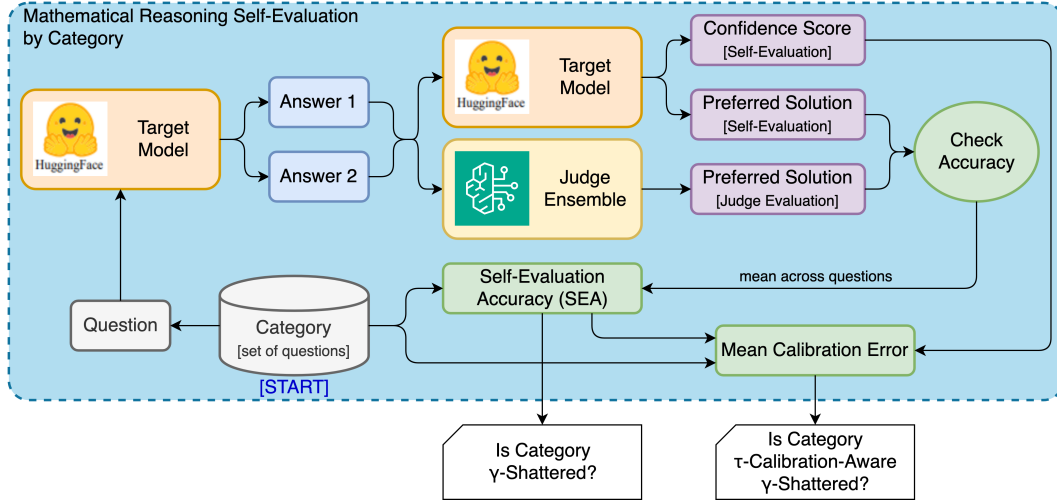 Mathematical Reasoning Self-Evaluation
by Category
HuggingFace
Target
Model
Answer 1
Answer 2
HuggingFace
Target
Model
Judge
Ensemble
Confidence Score
[Self-Evaluation]
Preferred Solution
[Self-Evaluation]
Preferred Solution
[Judge Evaluation]
Check
Accuracy
mean across questions
Self-Evaluation
Accuracy (SEA)
Question
Category
[set of questions]
[START]
Mean Calibration Error
Is Category
γ-Shattered?
Is Category
τ-Calibration-Aware
γ-Shattered?